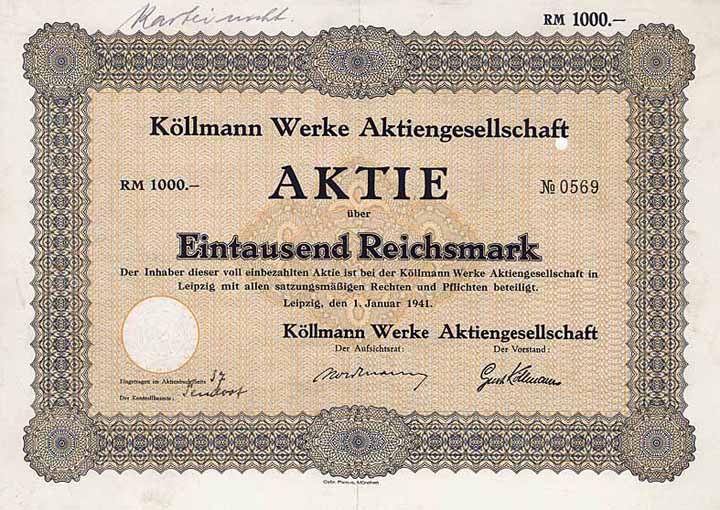 RM 1000.—
Köllmann Werke Aktiengesellschaft
RM 1000.— AKTIE № 0569
über
Eintausend Reichsmark
Der Inhaber dieser voll einbezahlten Aktie ist bei der Köllmann Werke Aktiengesellschaft in
Leipzig mit allen satzungsmäßigen Rechten und Pflichten beteiligt.
Leipzig, den 1. Januar 1941.
Köllmann Werke Aktiengesellschaft
Der Aufsichtsrat: Der Vorstand:
Eingetragen im Aktienbuch Seite 37
Der Kontrollbeamte: